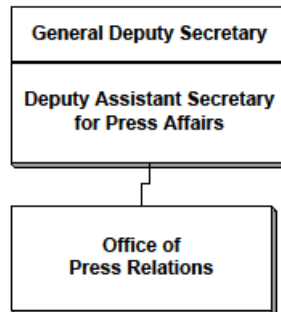 General Deputy Secretary
Deputy Assistant Secretary
for Press Affairs
Office of
Press Relations